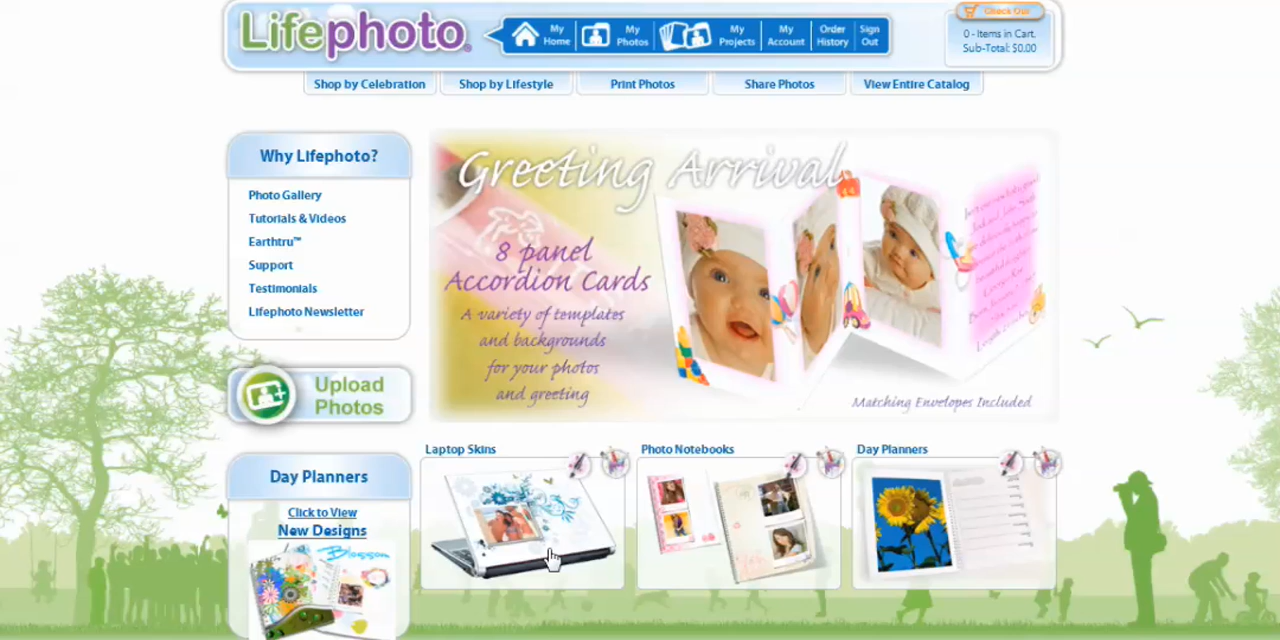 Lifephoto
My Home
My Photos
My Projects
My Account
Order History
Sign Out
Check Out
0 - Items in Cart.
Sub-Total: $0.00
Shop by Celebration
Shop by Lifestyle
Print Photos
Share Photos
View Entire Catalog
Why Lifephoto?
Photo Gallery
Tutorials & Videos
Earthtru™
Support
Testimonials
Lifephoto Newsletter
Upload
Photos
Greeting Arrival
8 panel
Accordion Cards
A variety of templates
and backgrounds
for your photos
and greeting
Matching Envelopes Included
Day Planners
Click to View
New Designs
Blossom
Laptop Skins
Photo Notebooks
Day Planners